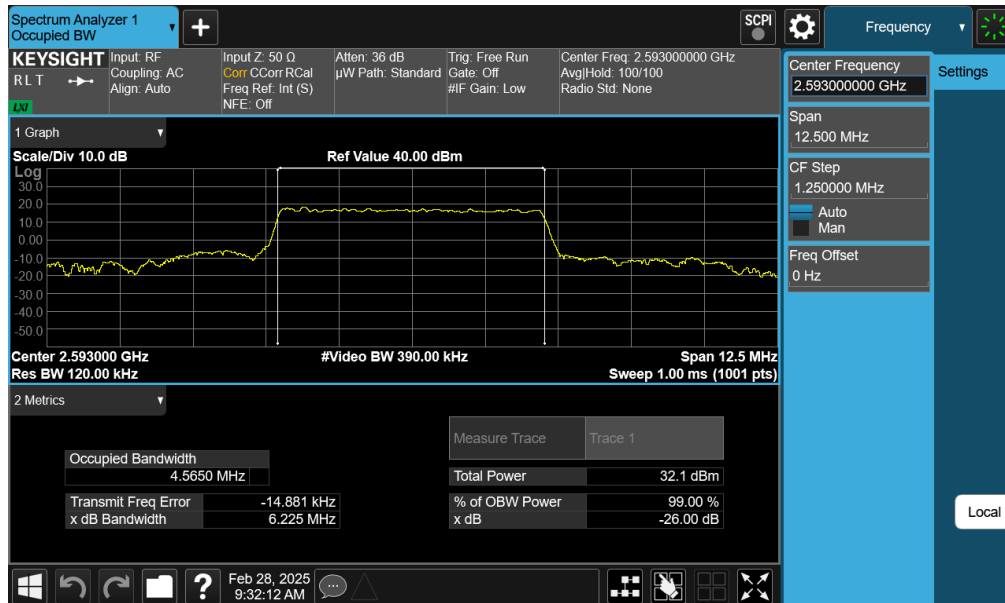 Spectrum Analyzer 1
Occupied BW
+
SCPI
Frequency
KEYSIGHT
R L T
LXI
Input: RF
Coupling: AC
Align: Auto
Input Z: 50 Ω
Corr CCorr RCal
Freq Ref: Int (S)
NFE: Off
Atten: 36 dB
µW Path: Standard
Trig: Free Run
Gate: Off
#IF Gain: Low
Center Freq: 2.593000000 GHz
Avg|Hold: 100/100
Radio Std: None
Center Frequency
2.593000000 GHz
Settings
Span
12.500 MHz
CF Step
1.250000 MHz
Auto
Man
Freq Offset
0 Hz
1 Graph
Scale/Div 10.0 dB
Ref Value 40.00 dBm
Log
30.0
20.0
10.0
0.00
-10.0
-20.0
-30.0
-40.0
-50.0
Center 2.593000 GHz
#Video BW 390.00 kHz
Span 12.5 MHz
Res BW 120.00 kHz
Sweep 1.00 ms (1001 pts)
2 Metrics
Measure Trace
Trace 1
Occupied Bandwidth
4.5650 MHz
Total Power
32.1 dBm
Transmit Freq Error
-14.881 kHz
% of OBW Power
99.00 %
x dB Bandwidth
6.225 MHz
x dB
-26.00 dB
Local
?
Feb 28, 2025
9:32:12 AM